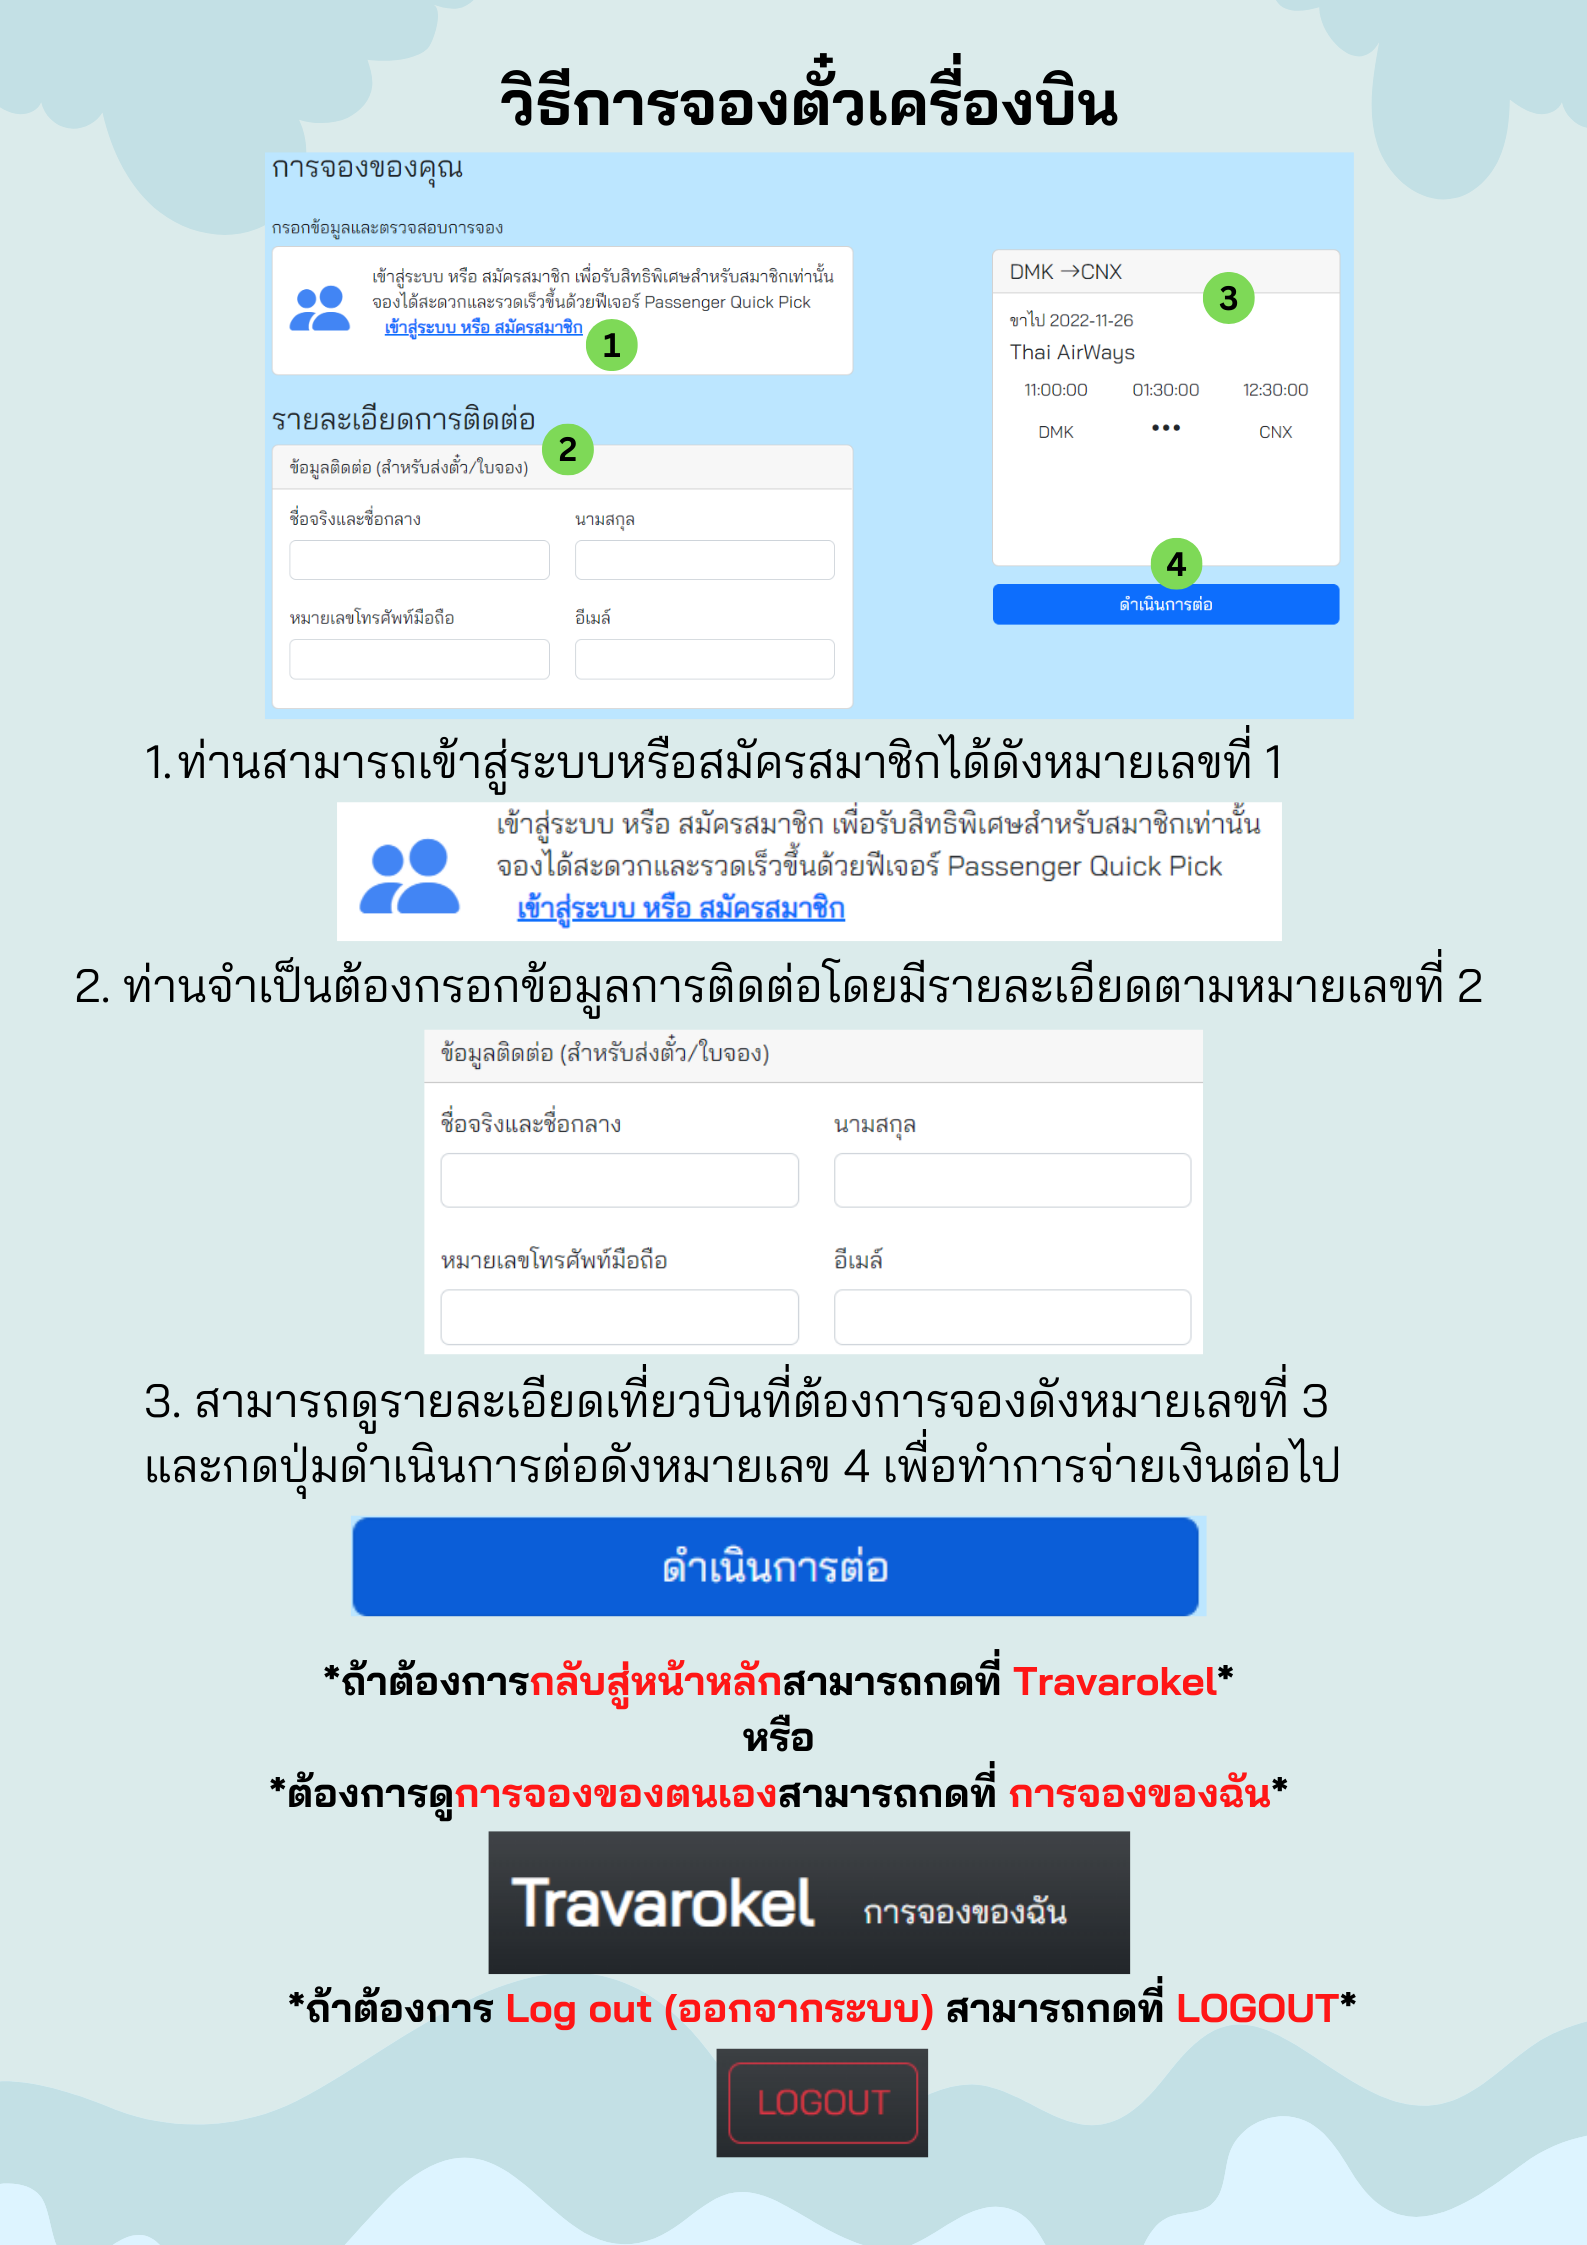 วิธีการจองตั๋วเครื่องบิน
การจองของคุณ
กรอกข้อมูลและตรวจสอบการจอง
เข้าสู่ระบบ หรือ สมัครสมาชิก เพื่อรับสิทธิพิเศษสำหรับสมาชิกเท่านั้น
จองได้สะดวกและรวดเร็วขึ้นด้วยฟีเจอร์ Passenger Quick Pick
เข้าสู่ระบบ หรือ สมัครสมาชิก
1
รายละเอียดการติดต่อ
2
ข้อมูลติดต่อ (สำหรับส่งตั๋ว/ใบจอง)
ชื่อจริงและชื่อกลาง นามสกุล
หมายเลขโทรศัพท์มือถือ อีเมล์
DMK →CNX
3
ขาไป 2022-11-26
Thai AirWays
11:00:00 01:30:00 12:30:00
DMK ••• CNX
4
ดำเนินการต่อ
1. ท่านสามารถเข้าสู่ระบบหรือสมัครสมาชิกได้ดังหมายเลขที่ 1
เข้าสู่ระบบ หรือ สมัครสมาชิก เพื่อรับสิทธิพิเศษสำหรับสมาชิกเท่านั้น
จองได้สะดวกและรวดเร็วขึ้นด้วยฟีเจอร์ Passenger Quick Pick
เข้าสู่ระบบ หรือ สมัครสมาชิก
2. ท่านจำเป็นต้องกรอกข้อมูลการติดต่อโดยมีรายละเอียดตามหมายเลขที่ 2
ข้อมูลติดต่อ (สำหรับส่งตั๋ว/ใบจอง)
ชื่อจริงและชื่อกลาง นามสกุล
หมายเลขโทรศัพท์มือถือ อีเมล์
3. สามารถดูรายละเอียดเที่ยวบินที่ต้องการจองดังหมายเลขที่ 3
และกดปุ่มดำเนินการต่อดังหมายเลข 4 เพื่อทำการจ่ายเงินต่อไป
ดำเนินการต่อ
*ถ้าต้องการกลับสู่หน้าหลักสามารถกดที่ Travarokel*
หรือ
*ต้องการดูการจองของตนเองสามารถกดที่ การจองของฉัน*
Travarokel การจองของฉัน
*ถ้าต้องการ Log out (ออกจากระบบ) สามารถกดที่ LOGOUT*
LOGOUT